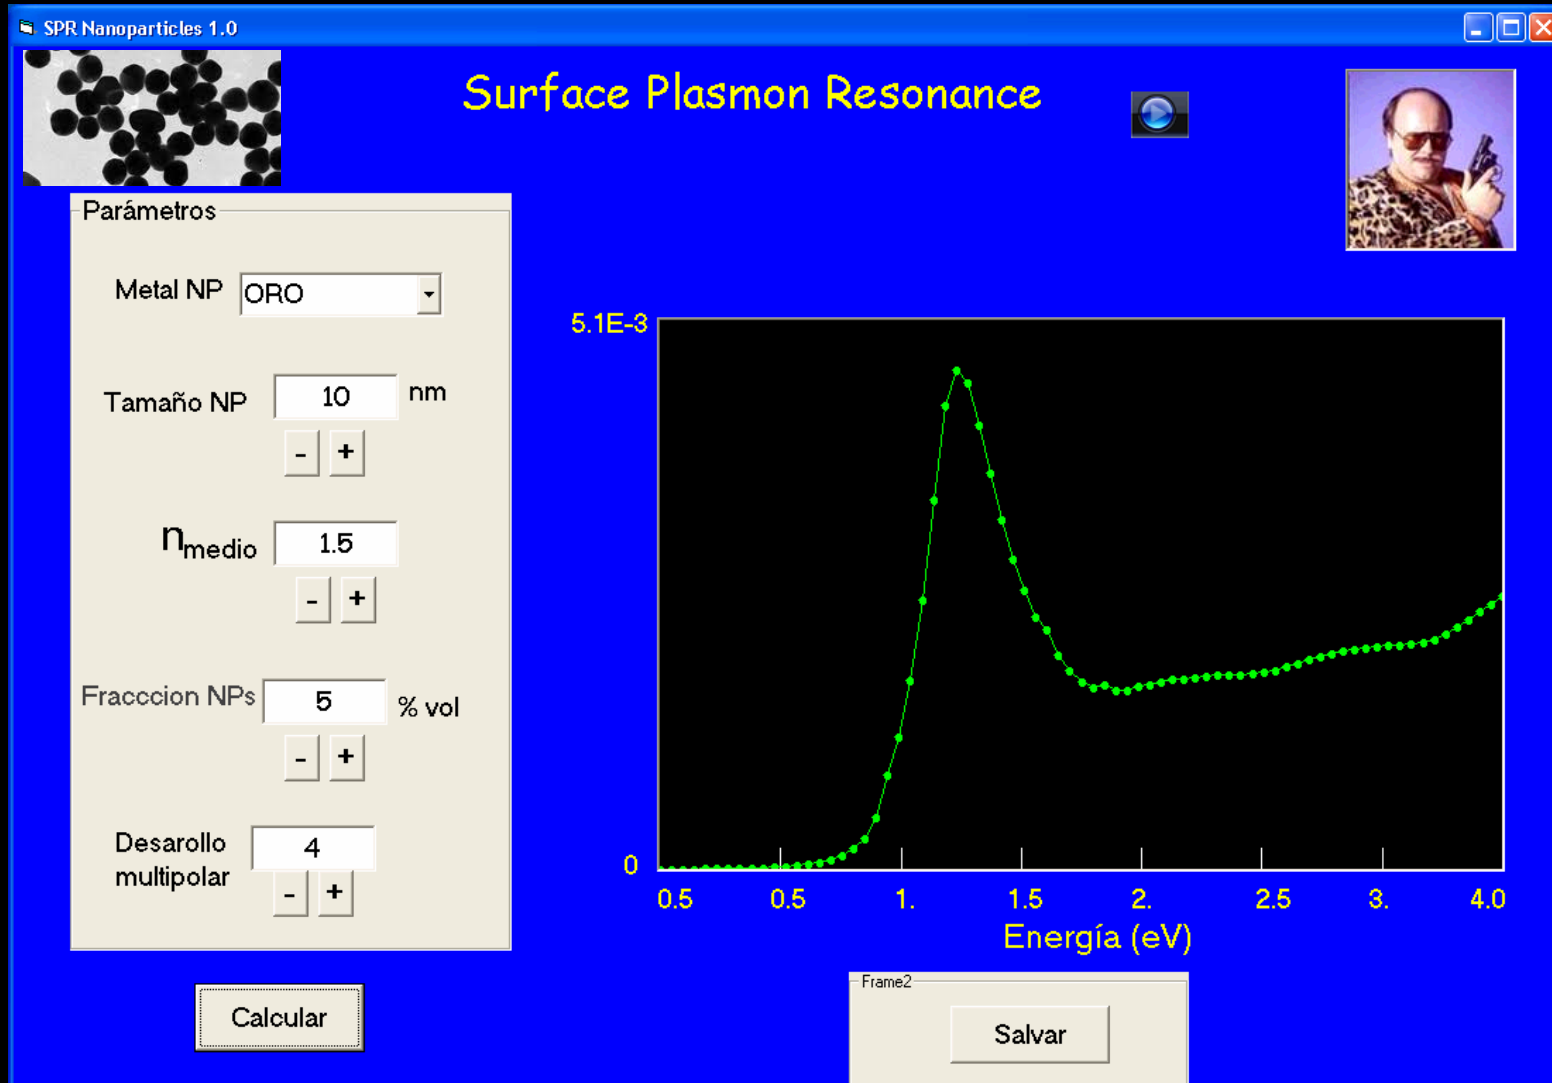 SPR Nanoparticles 1.0
Surface Plasmon Resonance
Parámetros
Metal NP ORO
Tamaño NP 10 nm
- +
nmedio 1.5
- +
Fracccion NPs 5 % vol
- +
Desarollo
multipolar 4
- +
Calcular
5.1E-3
0
0.5 0.5 1. 1.5 2. 2.5 3. 4.0
Energía (eV)
Frame2
Salvar